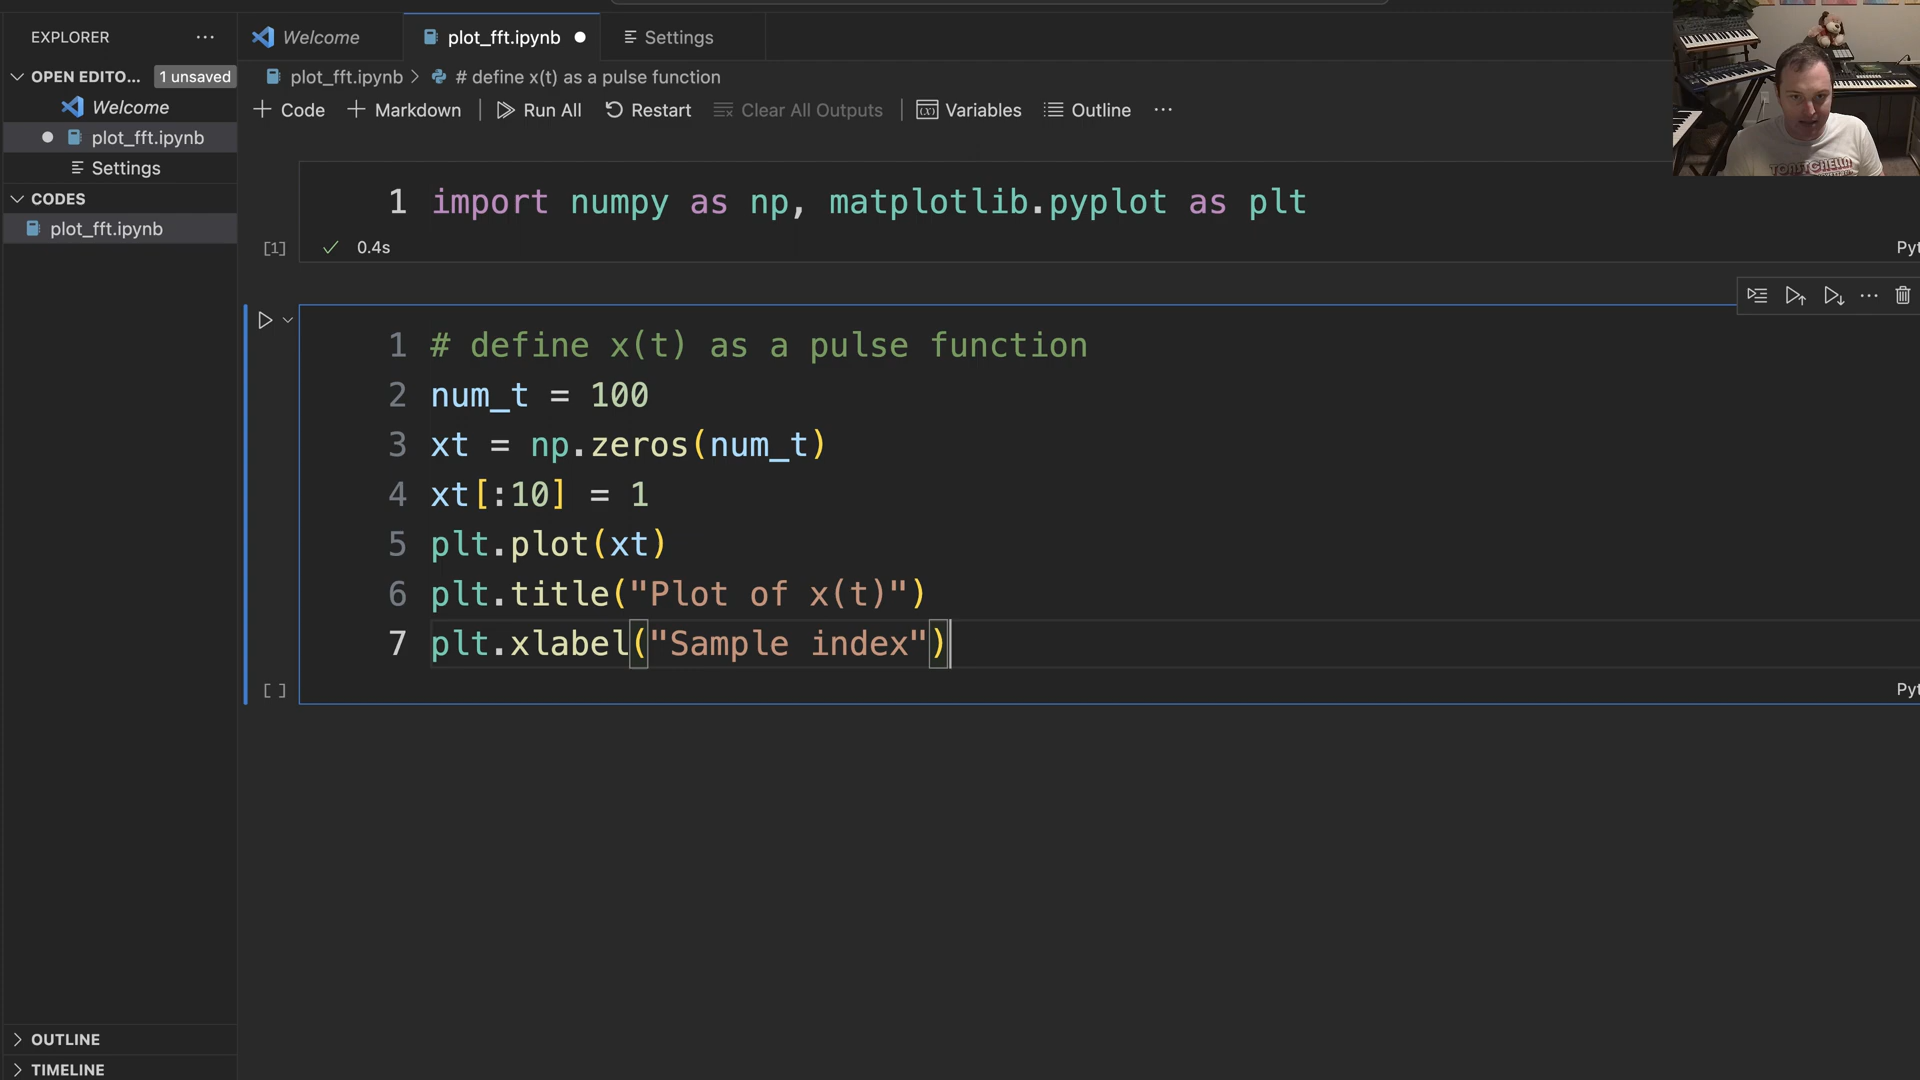 EXPLORER
Welcome
plot_fft.ipynb
Settings
OPEN EDITO... 1 unsaved
Welcome
plot_fft.ipynb
Settings
CODES
plot_fft.ipynb
plot_fft.ipynb > # define x(t) as a pulse function
Code Markdown Run All Restart Clear All Outputs Variables Outline ...
1 import numpy as np, matplotlib.pyplot as plt
[1] 0.4s
Pyt
1 # define x(t) as a pulse function
2 num_t = 100
3 xt = np.zeros(num_t)
4 xt[:10] = 1
5 plt.plot(xt)
6 plt.title("Plot of x(t)")
7 plt.xlabel("Sample index")
[ ]
Pyt
OUTLINE
TIMELINE